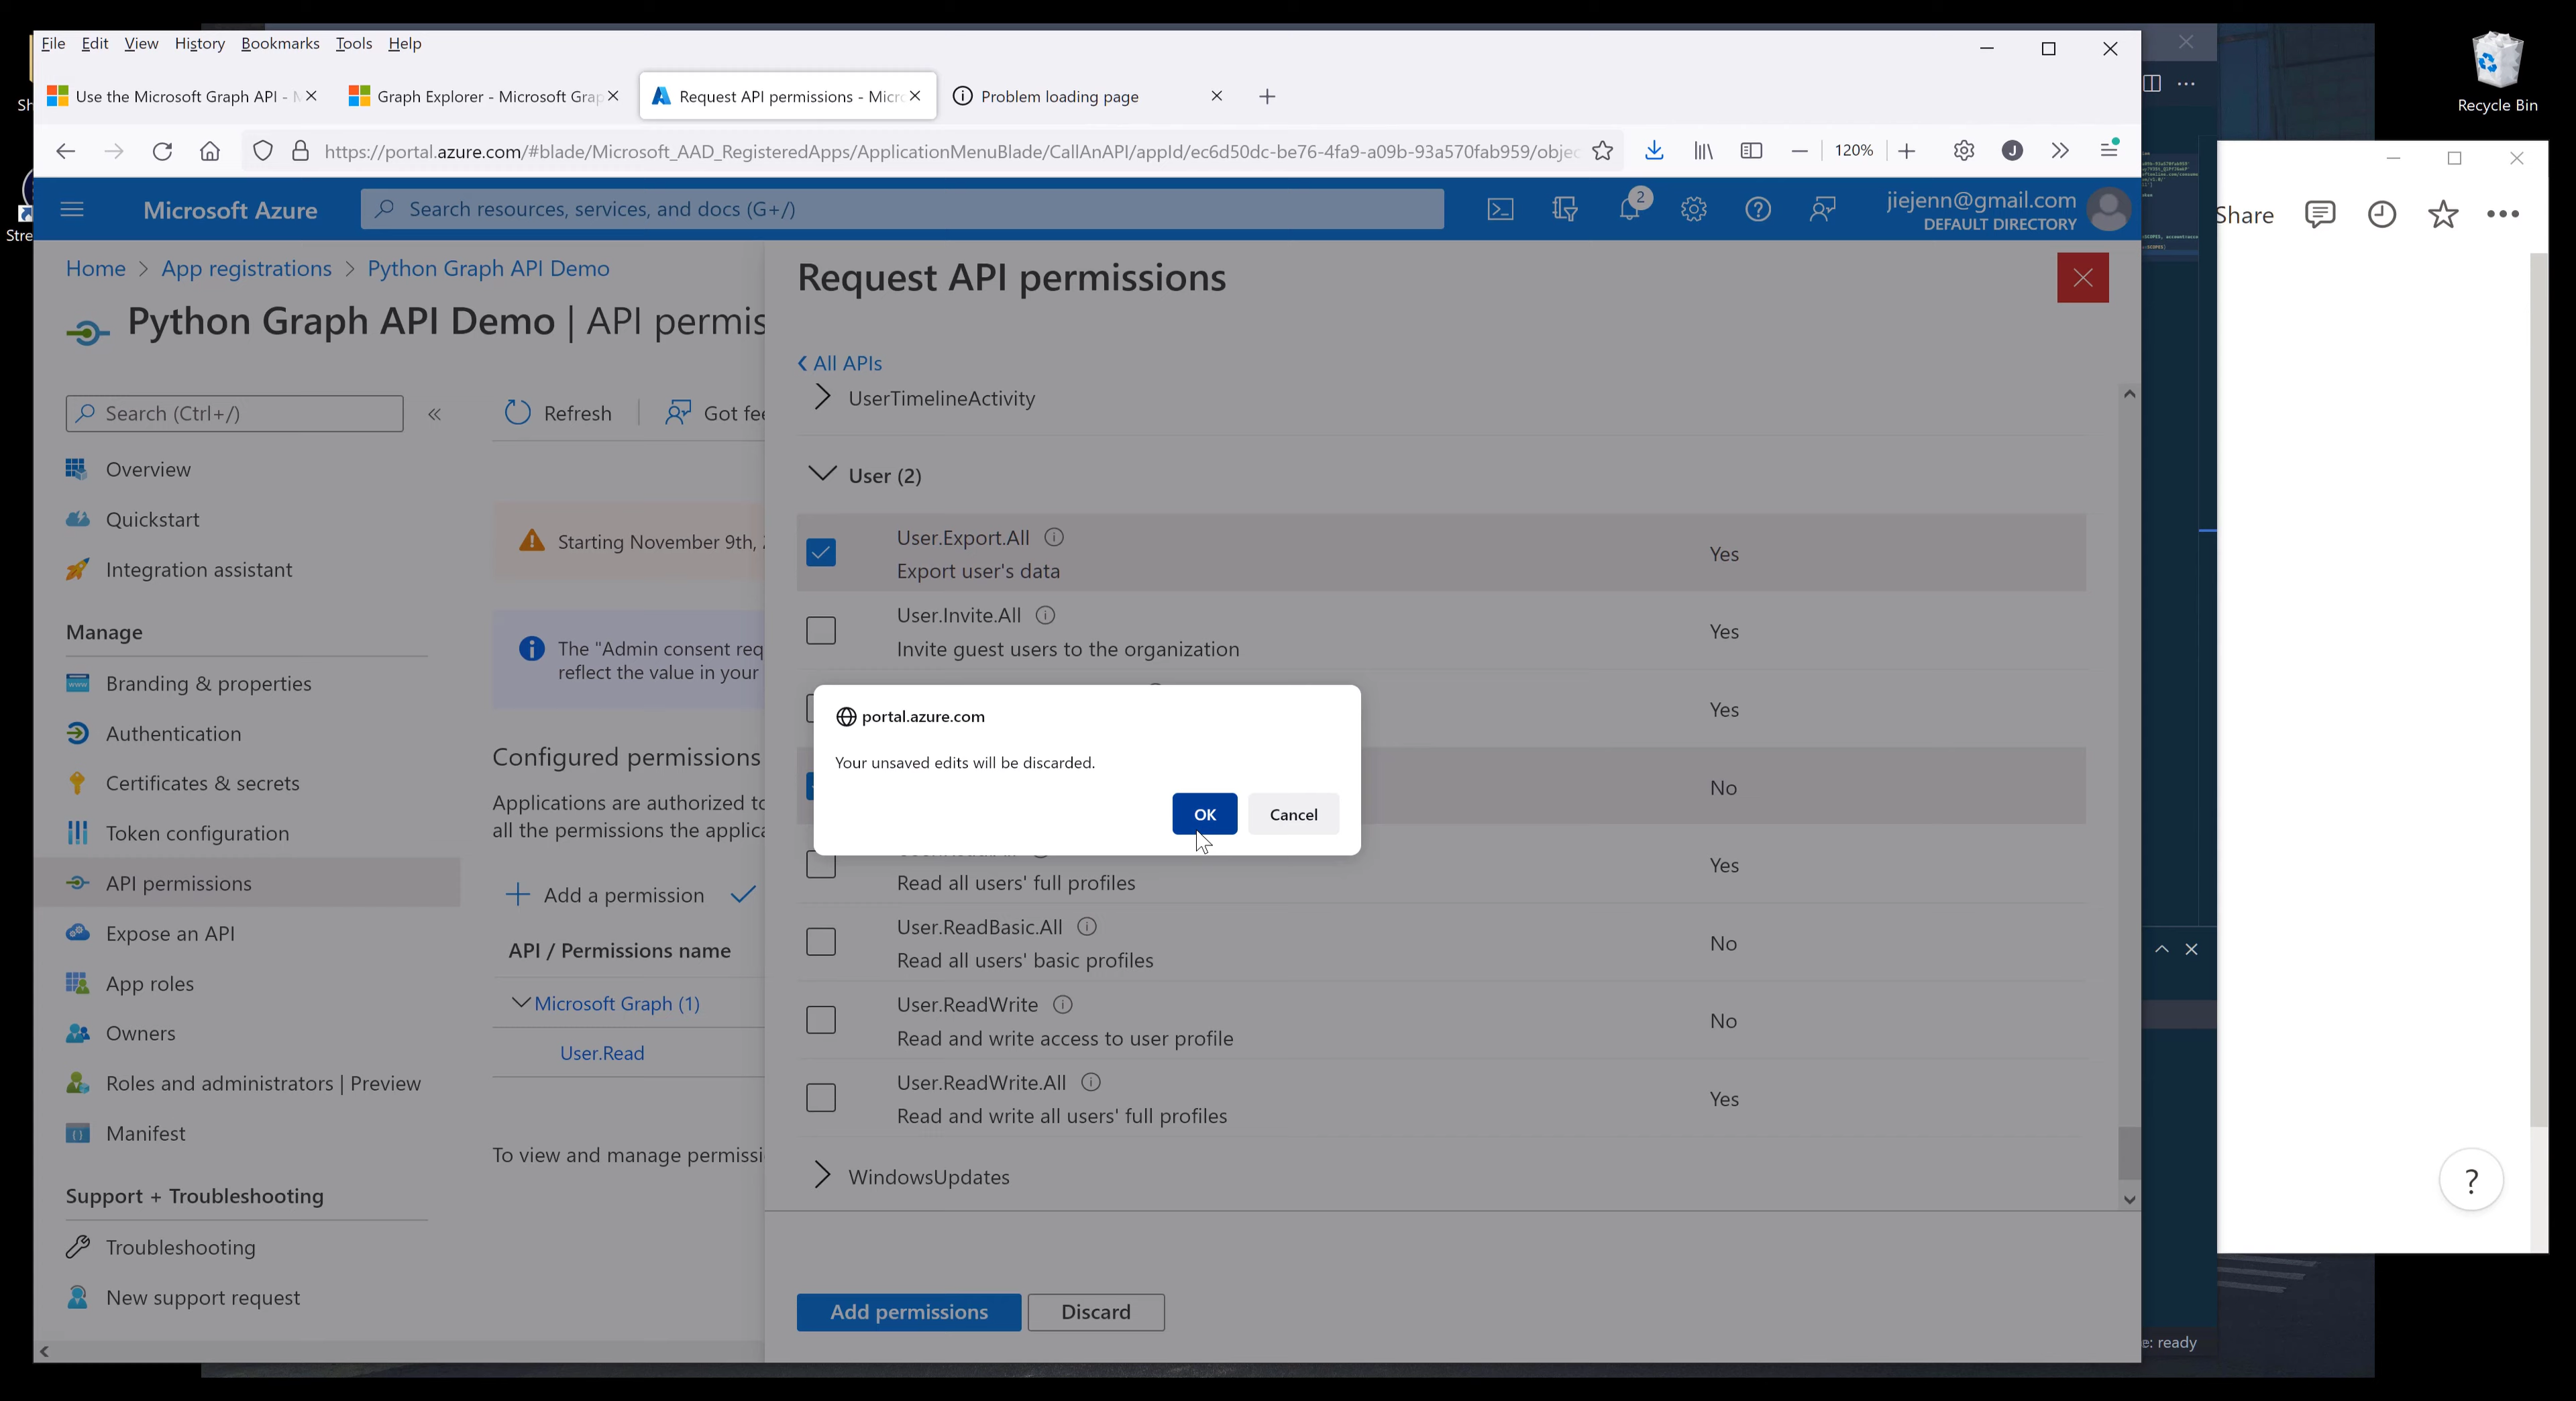 File Edit View History Bookmarks Tools Help
Use the Microsoft Graph API - M
Graph Explorer - Microsoft Grap
Request API permissions - Micro
Problem loading page
https://portal.azure.com/#blade/Microsoft_AAD_RegisteredApps/ApplicationMenuBlade/CallAnAPI/appId/ec6d50dc-be76-4fa9-a09b-93a570fab959/objec
120%
J
Recycle Bin
Sh
Stre
Microsoft Azure
Search resources, services, and docs (G+/)
2
jiejenn@gmail.com
DEFAULT DIRECTORY
Share
Home > App registrations > Python Graph API Demo
Python Graph API Demo | API permis
Search (Ctrl+/)
Refresh
Got fee
Overview
Quickstart
Integration assistant
Manage
Branding & properties
Authentication
Certificates & secrets
Token configuration
API permissions
Expose an API
App roles
Owners
Roles and administrators | Preview
Manifest
Support + Troubleshooting
Troubleshooting
New support request
Starting November 9th, 2
The "Admin consent req
reflect the value in your
Configured permissions
Applications are authorized to
all the permissions the applica
Add a permission
API / Permissions name
Microsoft Graph (1)
User.Read
To view and manage permissi
Request API permissions
All APIs
UserTimelineActivity
User (2)
User.Export.All
Export user's data
Yes
User.Invite.All
Invite guest users to the organization
Yes
Yes
No
portal.azure.com
Your unsaved edits will be discarded.
OK
Cancel
Read all users' full profiles
Yes
User.ReadBasic.All
Read all users' basic profiles
No
User.ReadWrite
Read and write access to user profile
No
User.ReadWrite.All
Read and write all users' full profiles
Yes
WindowsUpdates
Add permissions
Discard
?
e: ready